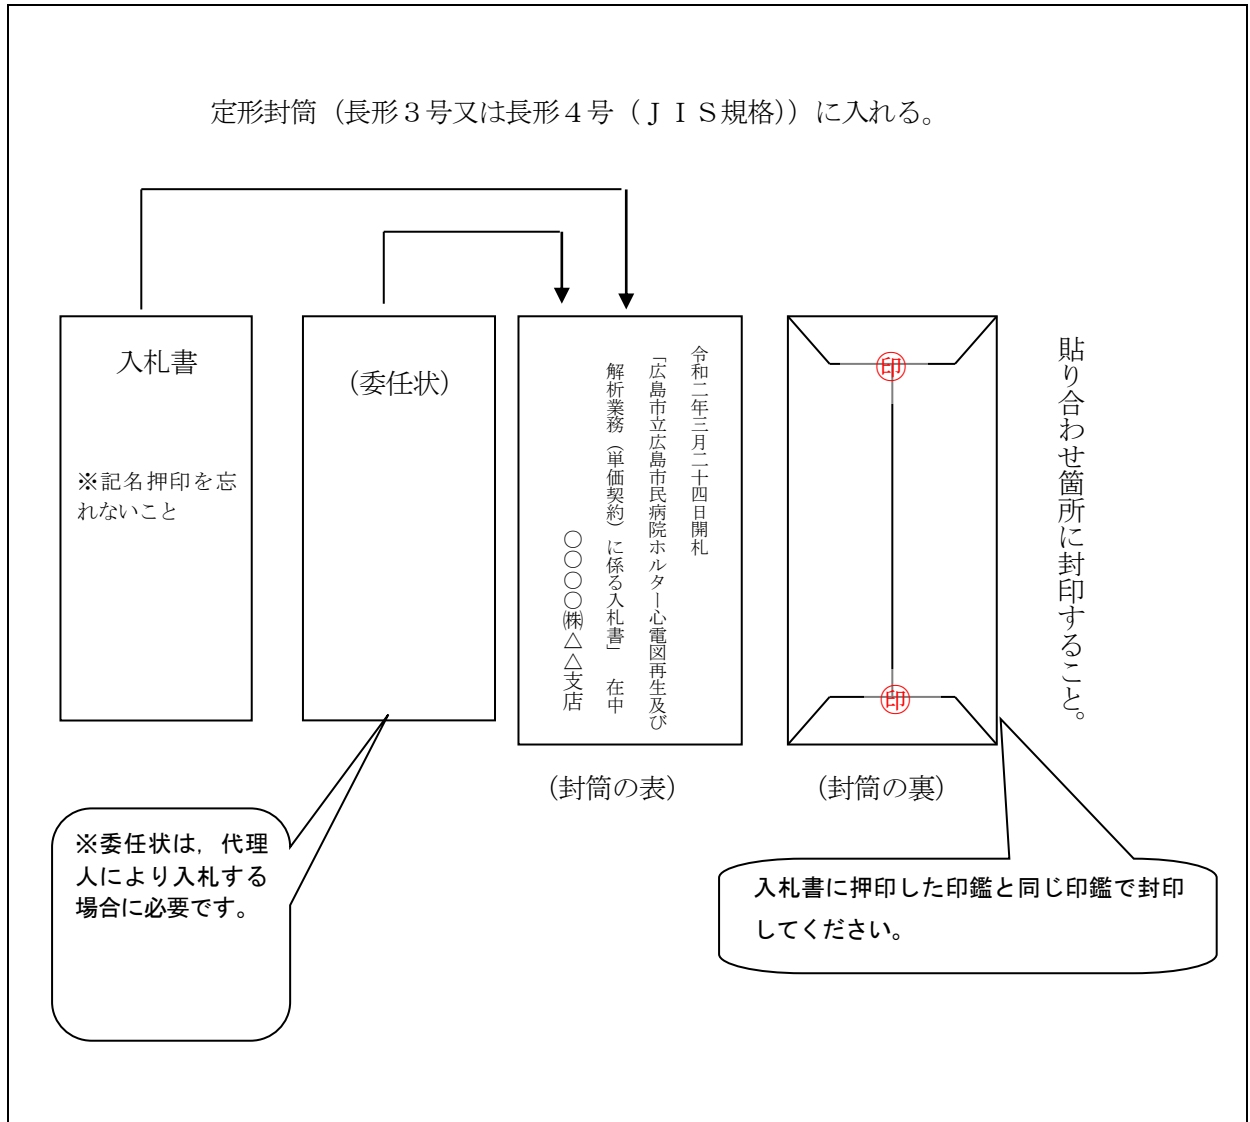 定形封筒（長形３号又は長形４号（ＪＩＳ規格））に入れる。
入札書
※記名押印を忘
れないこと
（委任状）
令和二年三月二十四日開札
「広島市立広島市民病院ホルター心電図再生及び
解析業務（単価契約）に係る入札書」　在中
〇〇〇〇㈱△△支店
印
印
貼り合わせ箇所に封印すること。
（封筒の表）
（封筒の裏）
※委任状は，代理
人により入札する
場合に必要です。
入札書に押印した印鑑と同じ印鑑で封印
してください。